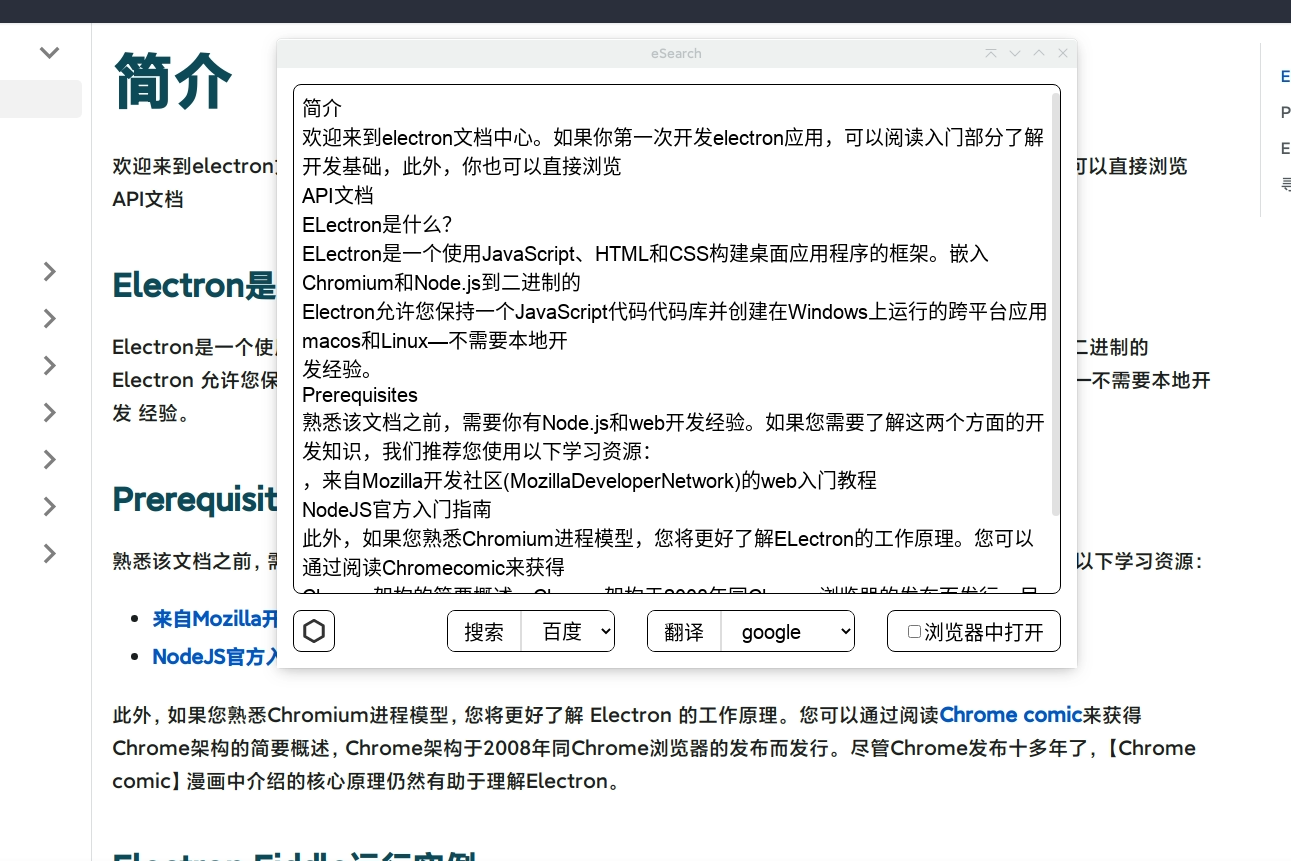 简介
欢迎来到electron
可以直接浏览
API文档
Electron是
Electron是一个使
二进制的
Electron 允许您保
一不需要本地开
发 经验。
Prerequisit
熟悉该文档之前, 需
以下学习资源:
来自Mozilla开
NodeJS官方入
此外, 如果您熟悉Chromium进程模型, 您将更好了解 Electron 的工作原理。您可以通过阅读Chrome comic来获得
Chrome架构的简要概述, Chrome架构于2008年同Chrome浏览器的发布而发行。尽管Chrome发布十多年了,【Chrome
comic】漫画中介绍的核心原理仍然有助于理解Electron。
Electron Fiddle运行实例
eSearch
简介
欢迎来到electron文档中心。如果你第一次开发electron应用，可以阅读入门部分了解
开发基础，此外，你也可以直接浏览
API文档
ELectron是什么?
ELectron是一个使用JavaScript、HTML和CSS构建桌面应用程序的框架。嵌入
Chromium和Node.js到二进制的
Electron允许您保持一个JavaScript代码代码库并创建在Windows上运行的跨平台应用
macos和Linux—不需要本地开
发经验。
Prerequisites
熟悉该文档之前，需要你有Node.js和web开发经验。如果您需要了解这两个方面的开
发知识，我们推荐您使用以下学习资源：
，来自Mozilla开发社区(MozillaDeveloperNetwork)的web入门教程
NodeJS官方入门指南
此外，如果您熟悉Chromium进程模型，您将更好了解ELectron的工作原理。您可以
通过阅读Chromecomic来获得
搜索
百度
翻译
google
浏览器中打开
E
P
E
寻